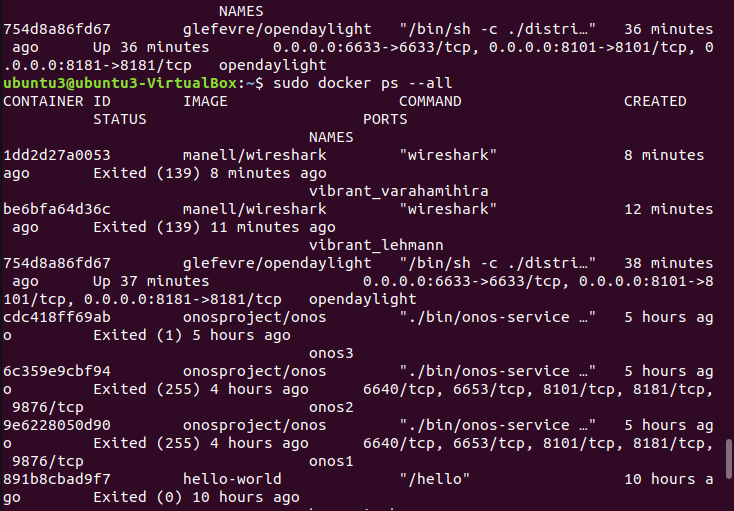 NAMES
754d8a86fd67        glefevre/opendaylight   "/bin/sh -c ./distri…"   36 minutes
 ago      Up 36 minutes       0.0.0.0:6633->6633/tcp, 0.0.0.0:8101->8101/tcp, 0
.0.0.0:8181->8181/tcp   opendaylight
ubuntu3@ubuntu3-VirtualBox:~$ sudo docker ps --all
CONTAINER ID        IMAGE                   COMMAND                  CREATED
          STATUS                        PORTS
                                  NAMES
1dd2d27a0053        manell/wireshark        "wireshark"              8 minutes
ago       Exited (139) 8 minutes ago
                                  vibrant_varahamihira
be6bfa64d36c        manell/wireshark        "wireshark"              12 minutes
 ago      Exited (139) 11 minutes ago
                                  vibrant_lehmann
754d8a86fd67        glefevre/opendaylight   "/bin/sh -c ./distri…"   38 minutes
 ago      Up 37 minutes                 0.0.0.0:6633->6633/tcp, 0.0.0.0:8101->8
101/tcp, 0.0.0.0:8181->8181/tcp   opendaylight
cdc418ff69ab        onosproject/onos        "./bin/onos-service …"   5 hours ag
o         Exited (1) 5 hours ago
                                  onos3
6c359e9cbf94        onosproject/onos        "./bin/onos-service …"   5 hours ag
o         Exited (255) 4 hours ago      6640/tcp, 6653/tcp, 8101/tcp, 8181/tcp,
 9876/tcp                         onos2
9e6228050d90        onosproject/onos        "./bin/onos-service …"   5 hours ag
o         Exited (255) 4 hours ago      6640/tcp, 6653/tcp, 8101/tcp, 8181/tcp,
 9876/tcp                         onos1
891b8cbad9f7        hello-world             "/hello"                 10 hours a
go        Exited (0) 10 hours ago